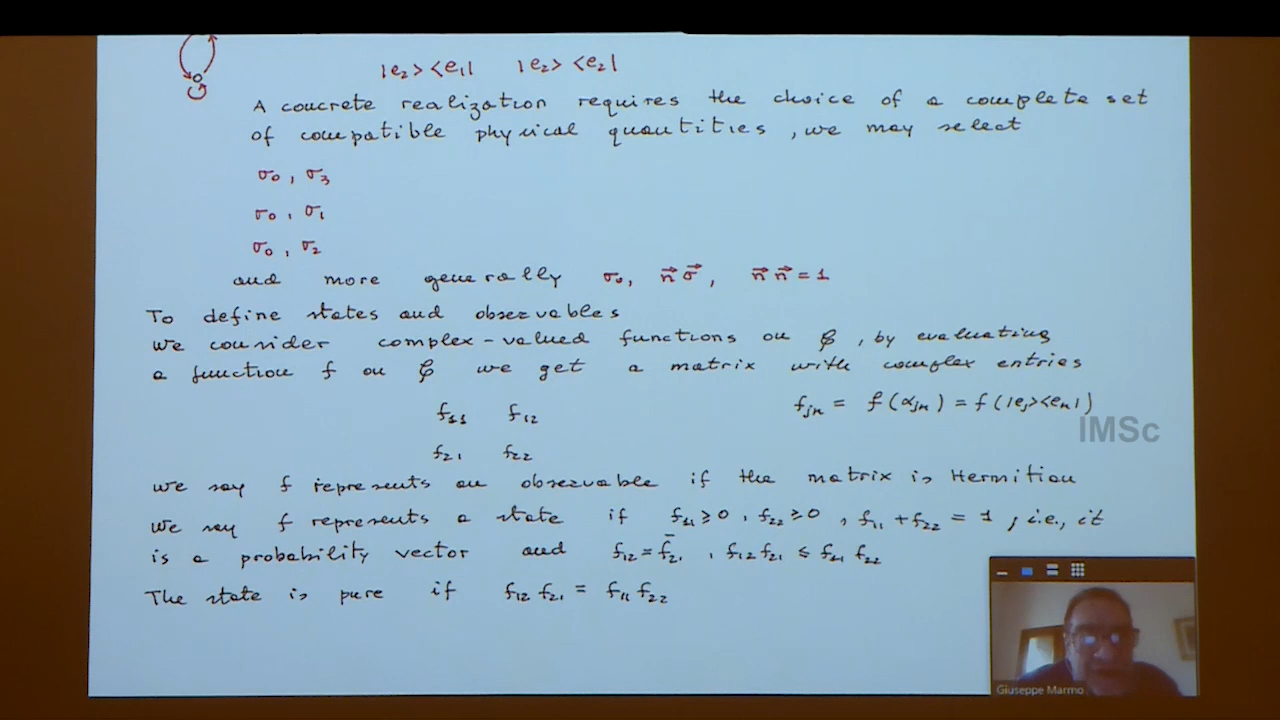 |e₂> <e₁| |e₂> <e₂|
A concrete realization requires the choice of a complete set
of compatible physical quantities, we may select
σ₀, σ₃
σ₀, σ₁
σ₀, σ₂
and more generally σ₀, n⃗ σ⃗, n⃗ n⃗ = 1
To define states and observables
we consider complex-valued functions on 𝒢, by evaluating
a function f on 𝒢 we get a matrix with complex entries
f₁₁ f₁₂ fⱼₖ = f(αⱼₖ) = f(|eⱼ><eₖ|)
IMSc
f₂₁ f₂₂
we say f represents an observable if the matrix is Hermitian
we say f represents a state if f₁₁ ≥ 0, f₂₂ ≥ 0, f₁₁ + f₂₂ = 1, i.e., it
is a probability vector and f₁₂ = f̄₂₁, f₁₂ f₂₁ ≤ f₁₁ f₂₂
The state is pure if f₁₂ f₂₁ = f₁₁ f₂₂
Giuseppe Marmo